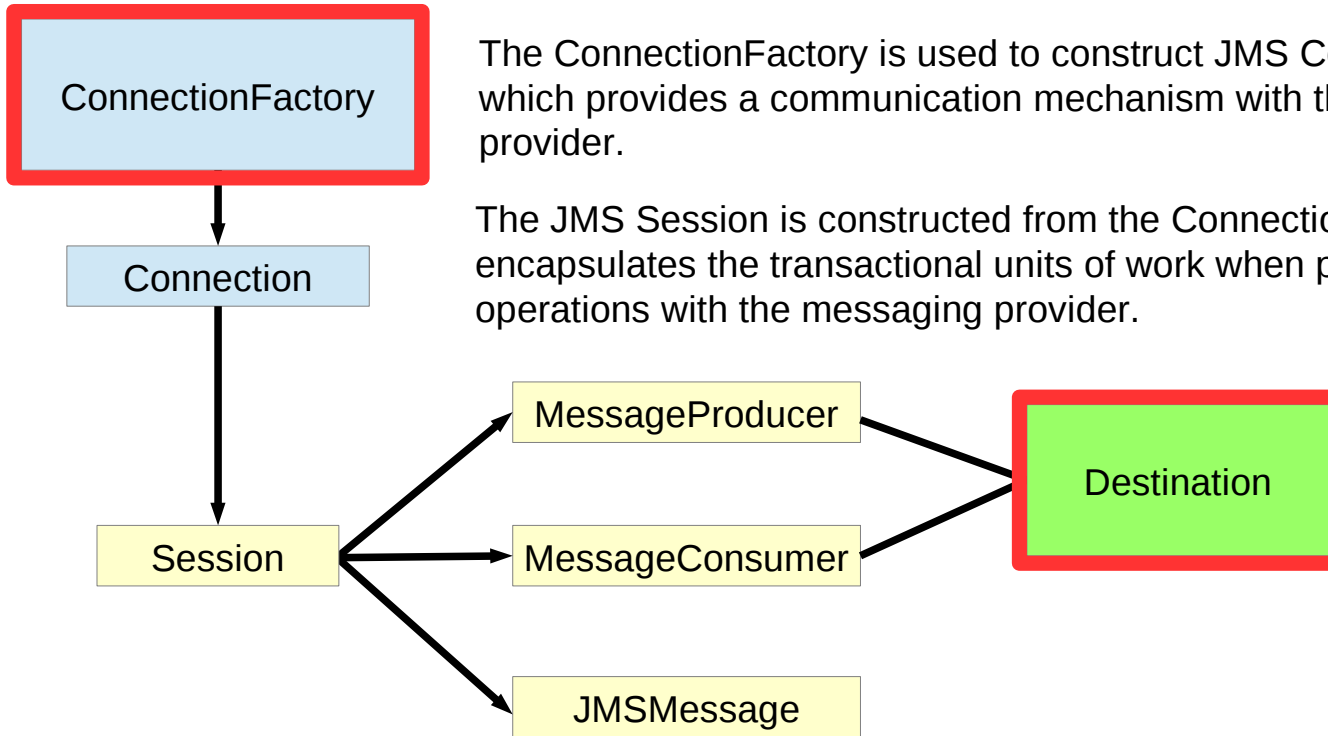 ConnectionFactory
The ConnectionFactory is used to construct JMS
which provides a communication mechanism with
provider.
The JMS Session is constructed from the
encapsulates the transactional units of work when
operations with the messaging provider.
Connection
MessageProducer
Destination
Session
MessageConsumer
JMSMessage